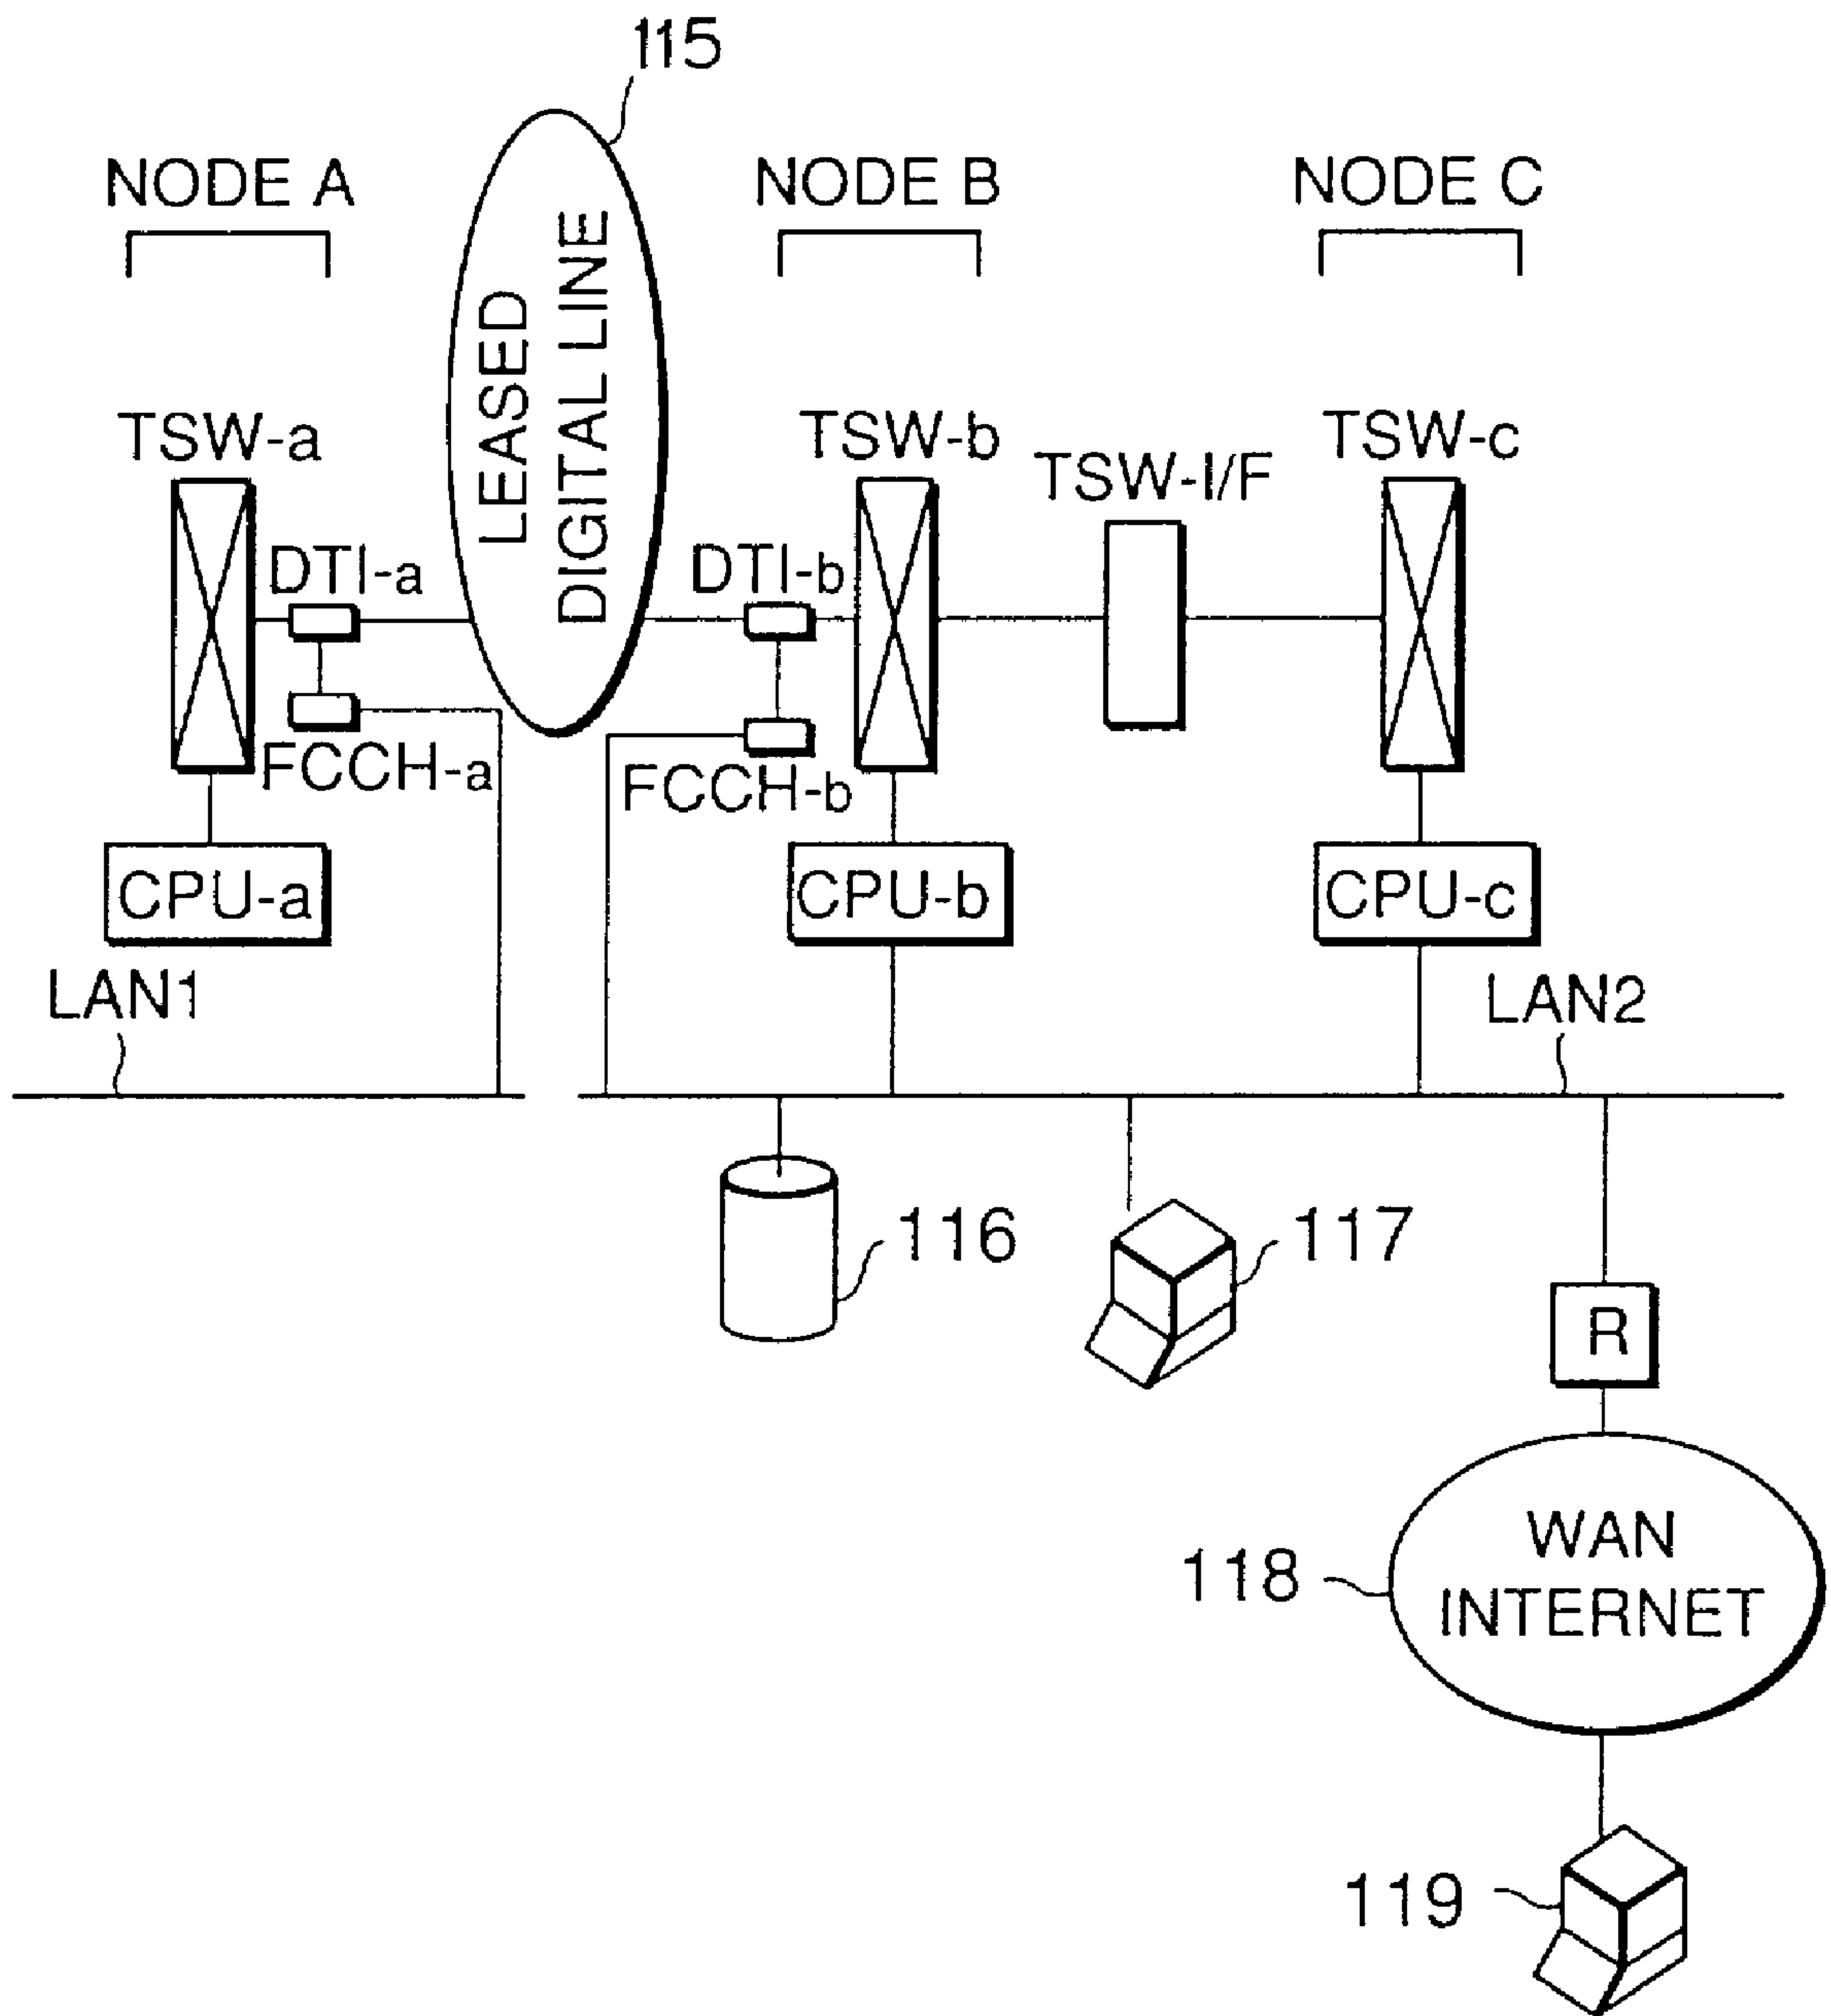 115
NODE A
NODE B
NODE C
LEASED
DIGITAL LINE
TSW-a
TSW-b
TSW-c
TSW-I/F
DTI-a
DTI-b
FCCH-a
FCCH-b
CPU-a
CPU-b
CPU-c
LAN1
LAN2
116
117
R
118
WAN
INTERNET
119